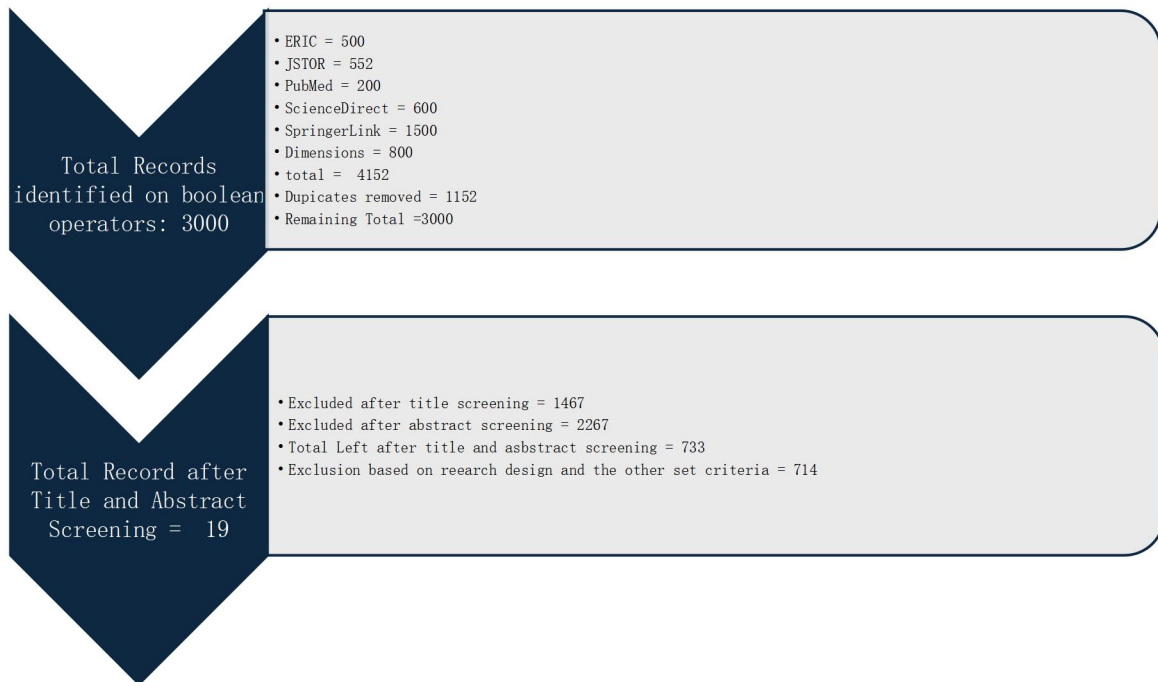 Total Records
identified on boolean
operators: 3000
• ERIC = 500
• JSTOR = 552
• PubMed = 200
• ScienceDirect = 600
• SpringerLink = 1500
• Dimensions = 800
• total =  4152
• Dupicates removed = 1152
• Remaining Total =3000
Total Record after
Title and Abstract
Screening =  19
• Excluded after title screening = 1467
• Excluded after abstract screening = 2267
• Total Left after title and asbstract screening = 733
• Exclusion based on reearch design and the other set criteria = 714